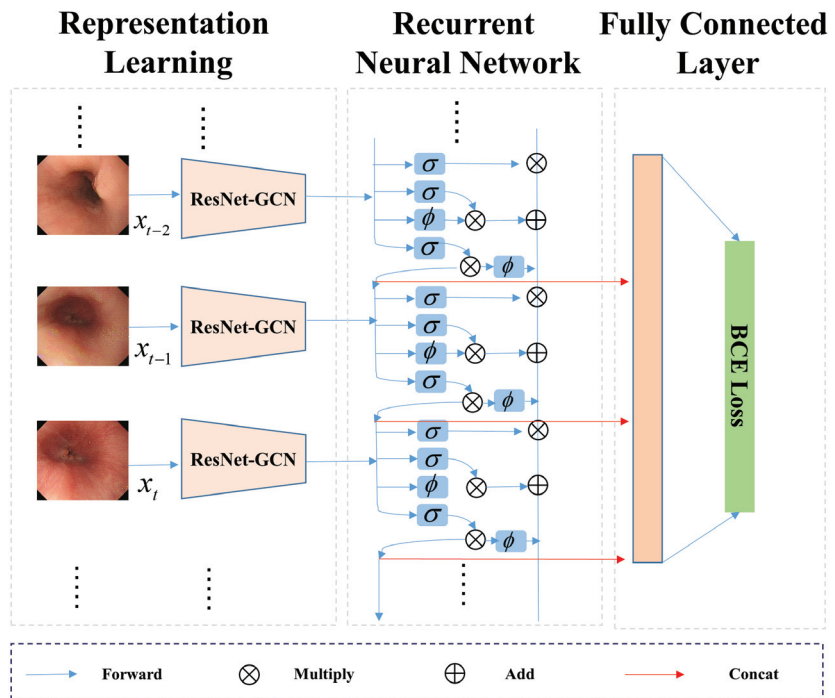 Representation
Learning
Recurrent
Neural Network
Fully Connected
Layer
x_{t-2}
ResNet-GCN
σ
σ
ϕ
σ
ϕ
x_{t-1}
ResNet-GCN
σ
σ
ϕ
σ
ϕ
x_t
ResNet-GCN
σ
σ
ϕ
σ
ϕ
BCE Loss
Forward
Multiply
Add
Concat